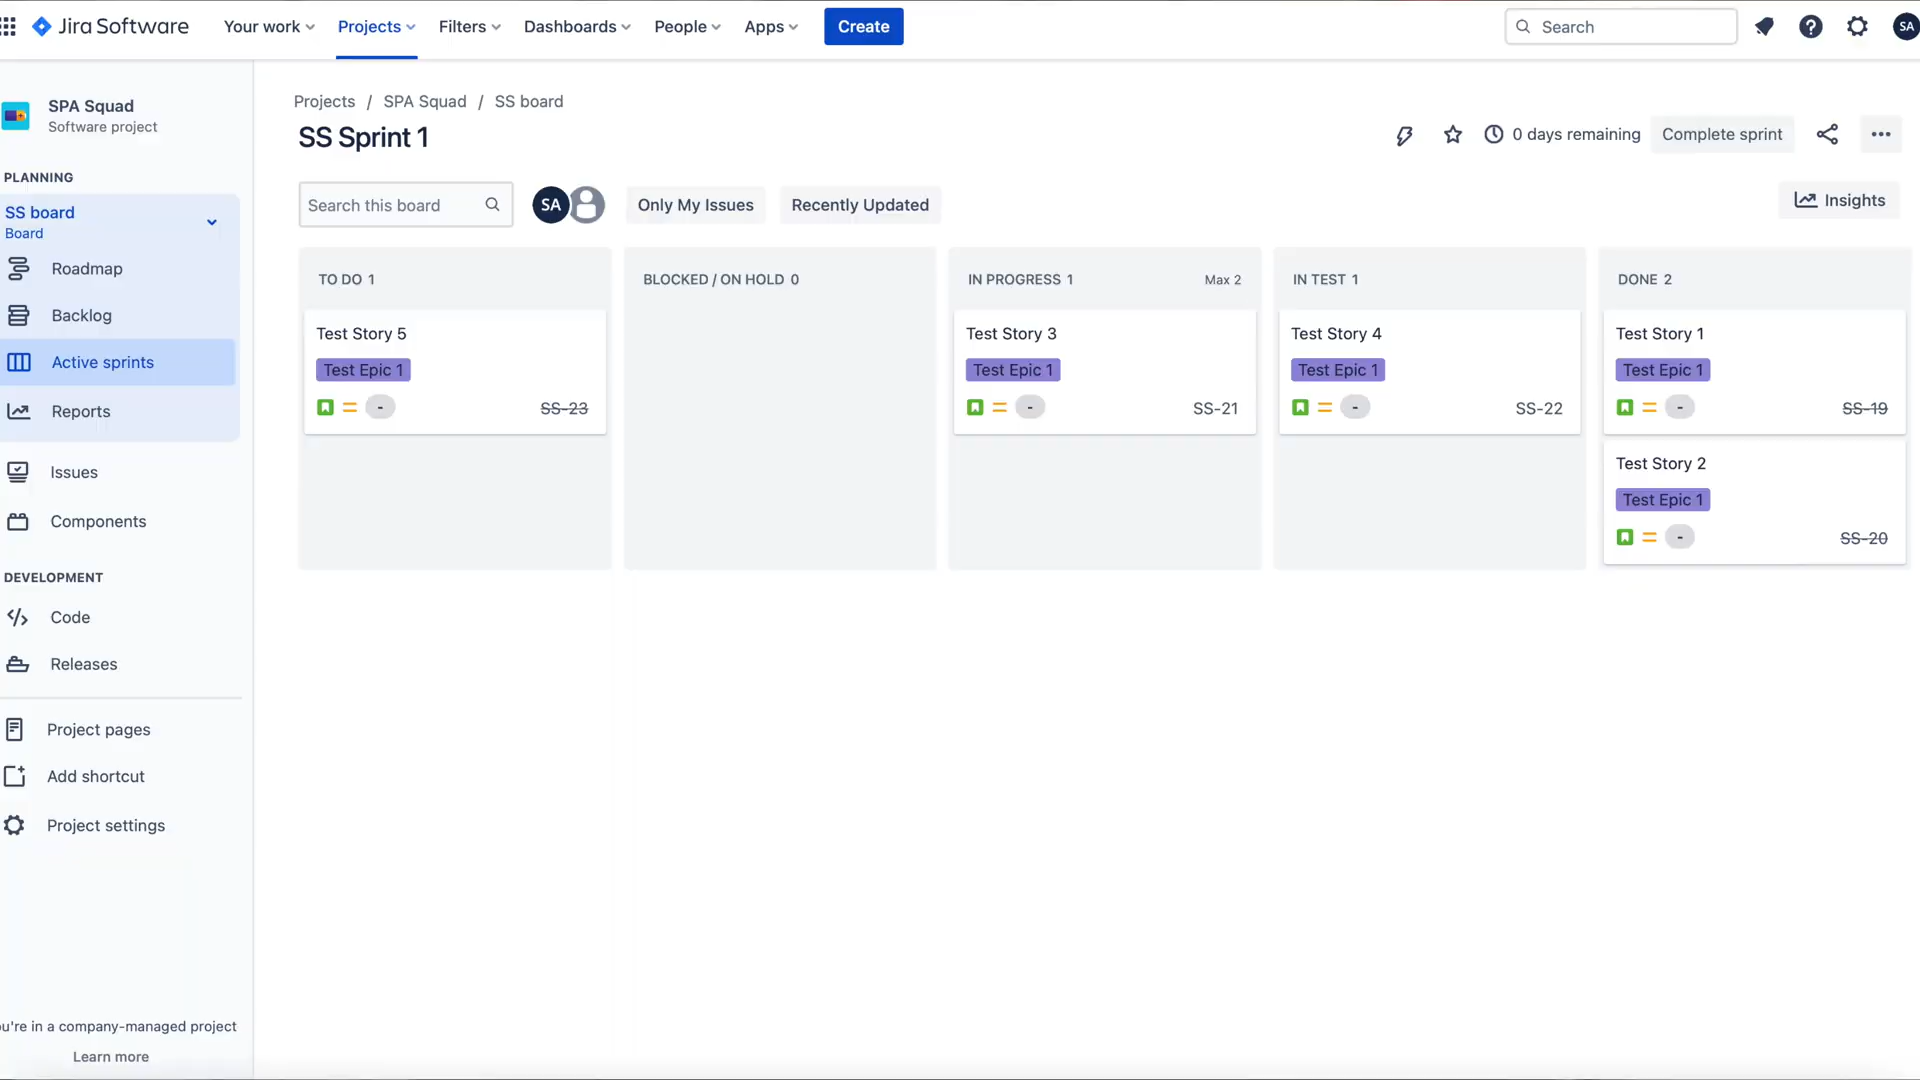 Jira Software
Your work
Projects
Filters
Dashboards
People
Apps
Create
Search
SA
SPA Squad
Software project
PLANNING
SS board
Board
Roadmap
Backlog
Active sprints
Reports
Issues
Components
DEVELOPMENT
Code
Releases
Project pages
Add shortcut
Project settings
ou're in a company-managed project
Learn more
Projects / SPA Squad / SS board
SS Sprint 1
0 days remaining
Complete sprint
Search this board
SA
Only My Issues
Recently Updated
Insights
TO DO 1
Test Story 5
Test Epic 1
-
SS-23
BLOCKED / ON HOLD 0
IN PROGRESS 1
Max 2
Test Story 3
Test Epic 1
-
SS-21
IN TEST 1
Test Story 4
Test Epic 1
-
SS-22
DONE 2
Test Story 1
Test Epic 1
-
SS-19
Test Story 2
Test Epic 1
-
SS-20